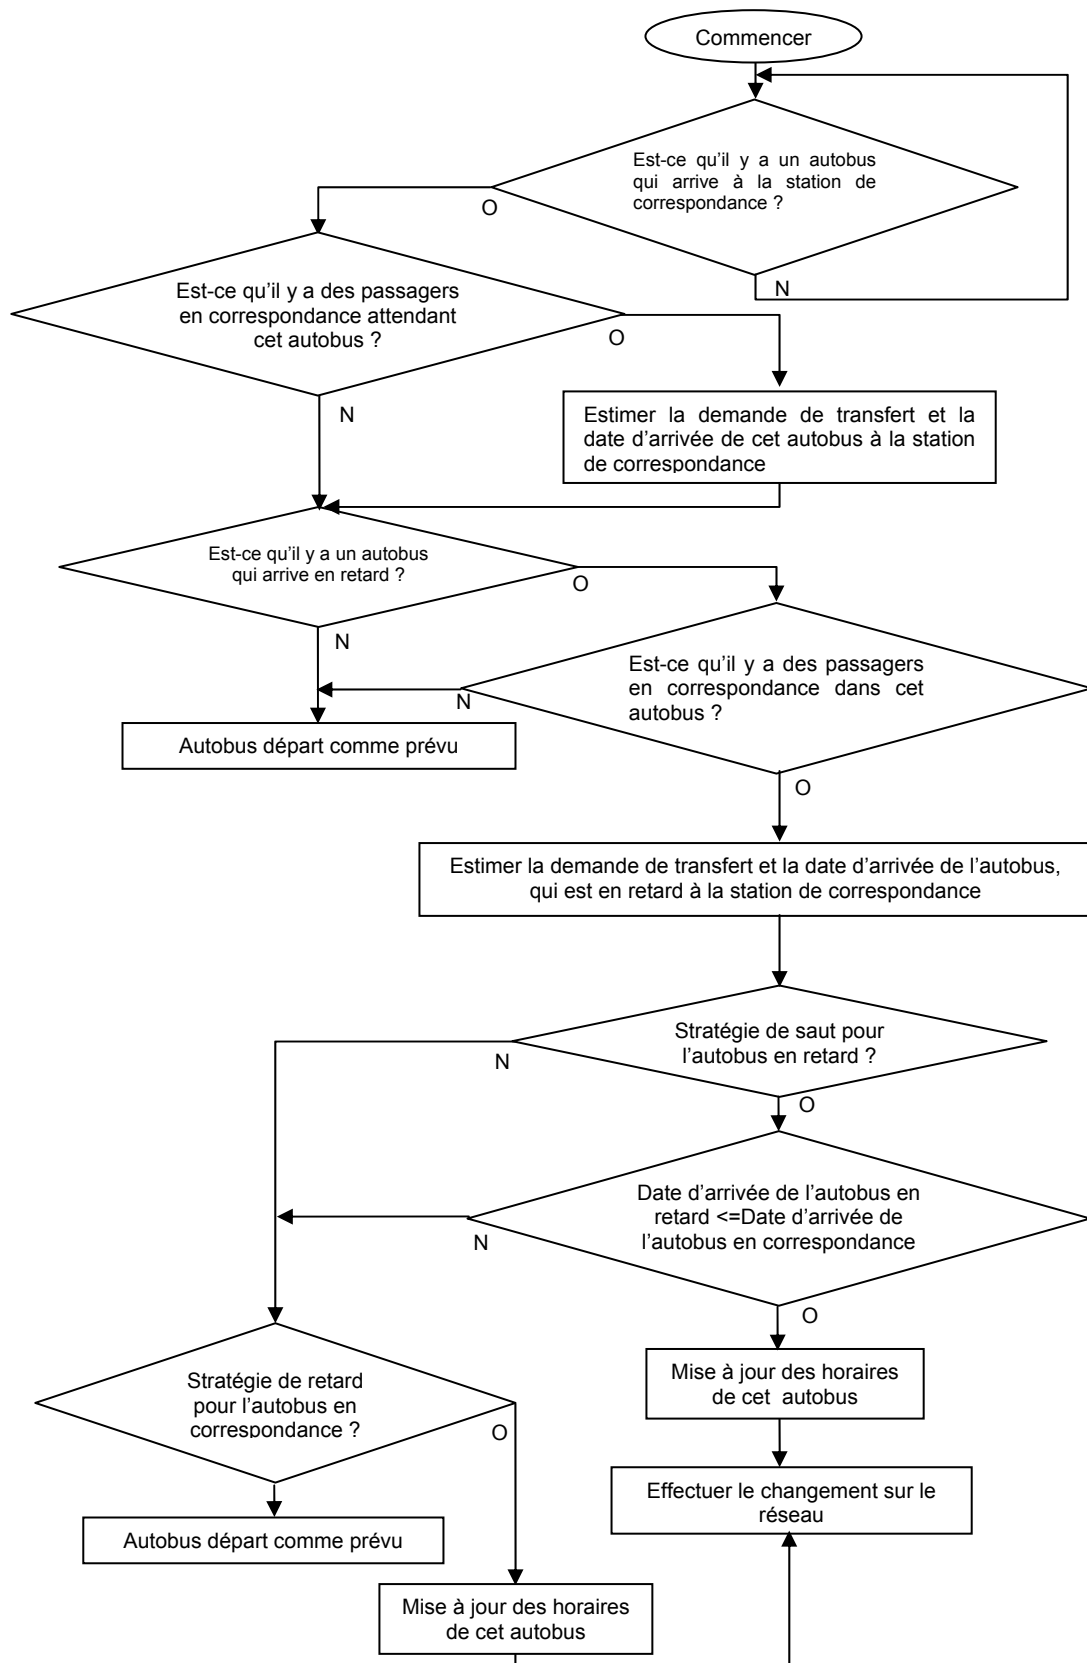 Commencer
Est-ce qu'il y a un autobus
qui arrive à la station de
correspondance ?
O
N
Est-ce qu'il y a des passagers
en correspondance attendant
cet autobus ?
O
N
Estimer la demande de transfert et la
date d'arrivée de cet autobus à la station
de correspondance
Est-ce qu'il y a un autobus
qui arrive en retard ?
O
N
Est-ce qu'il y a des passagers
en correspondance dans cet
autobus ?
N
O
Autobus départ comme prévu
Estimer la demande de transfert et la date d'arrivée de l'autobus,
qui est en retard à la station de correspondance
Stratégie de saut pour
l'autobus en retard ?
N
O
Date d'arrivée de l'autobus en
retard <=Date d'arrivée de
l'autobus en correspondance
N
O
Stratégie de retard
pour l'autobus en
correspondance ?
O
Mise à jour des horaires
de cet autobus
Effectuer le changement sur le
réseau
Autobus départ comme prévu
Mise à jour des horaires
de cet autobus